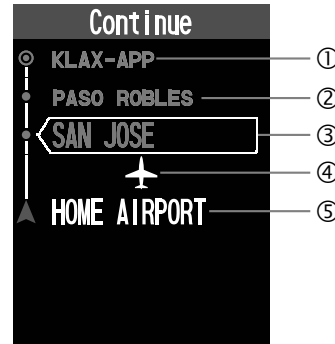 Continue
KLAX-APP ①
PASO ROBLES ②
SAN JOSE ③
④
HOME AIRPORT ⑤